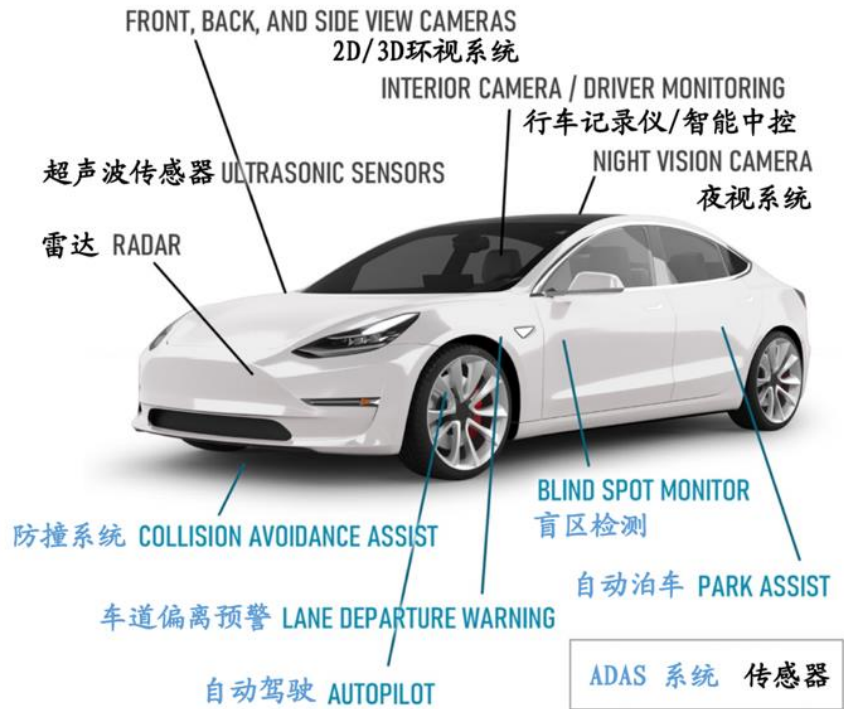 FRONT, BACK, AND SIDE VIEW CAMERAS
2D/3D环视系统
INTERIOR CAMERA / DRIVER MONITORING
行车记录仪/智能中控
NIGHT VISION CAMERA
夜视系统
超声波传感器 ULTRASONIC SENSORS
雷达 RADAR
BLIND SPOT MONITOR
盲区检测
防撞系统 COLLISION AVOIDANCE ASSIST
自动泊车 PARK ASSIST
车道偏离预警 LANE DEPARTURE WARNING
自动驾驶 AUTOPILOT
ADAS 系统 传感器